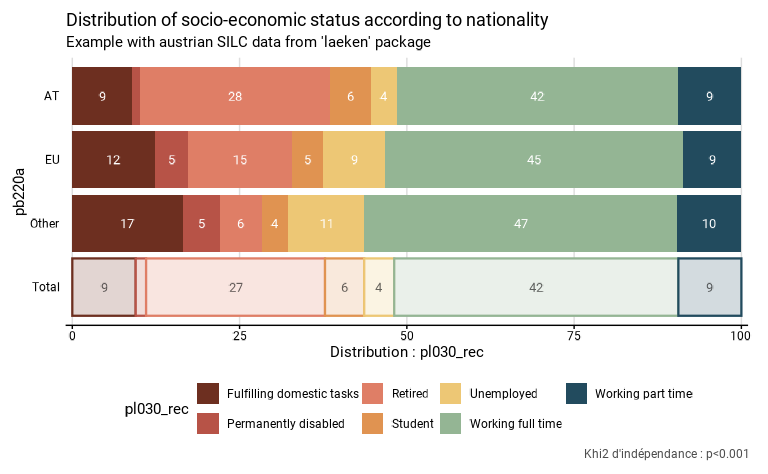 Distribution of socio-economic status according to nationality
Example with austrian SILC data from 'laeken' package
pb220a
AT 9 28 6 4 42 9
EU 12 5 15 5 9 45 9
Other 17 5 6 4 11 47 10
Total 9 27 6 4 42 9
0 25 50 75 100
Distribution : pl030_rec
pl030_rec
Fulfilling domestic tasks Retired Unemployed Working part time
Permanently disabled Student Working full time
Khi2 d'indépendance : p<0.001